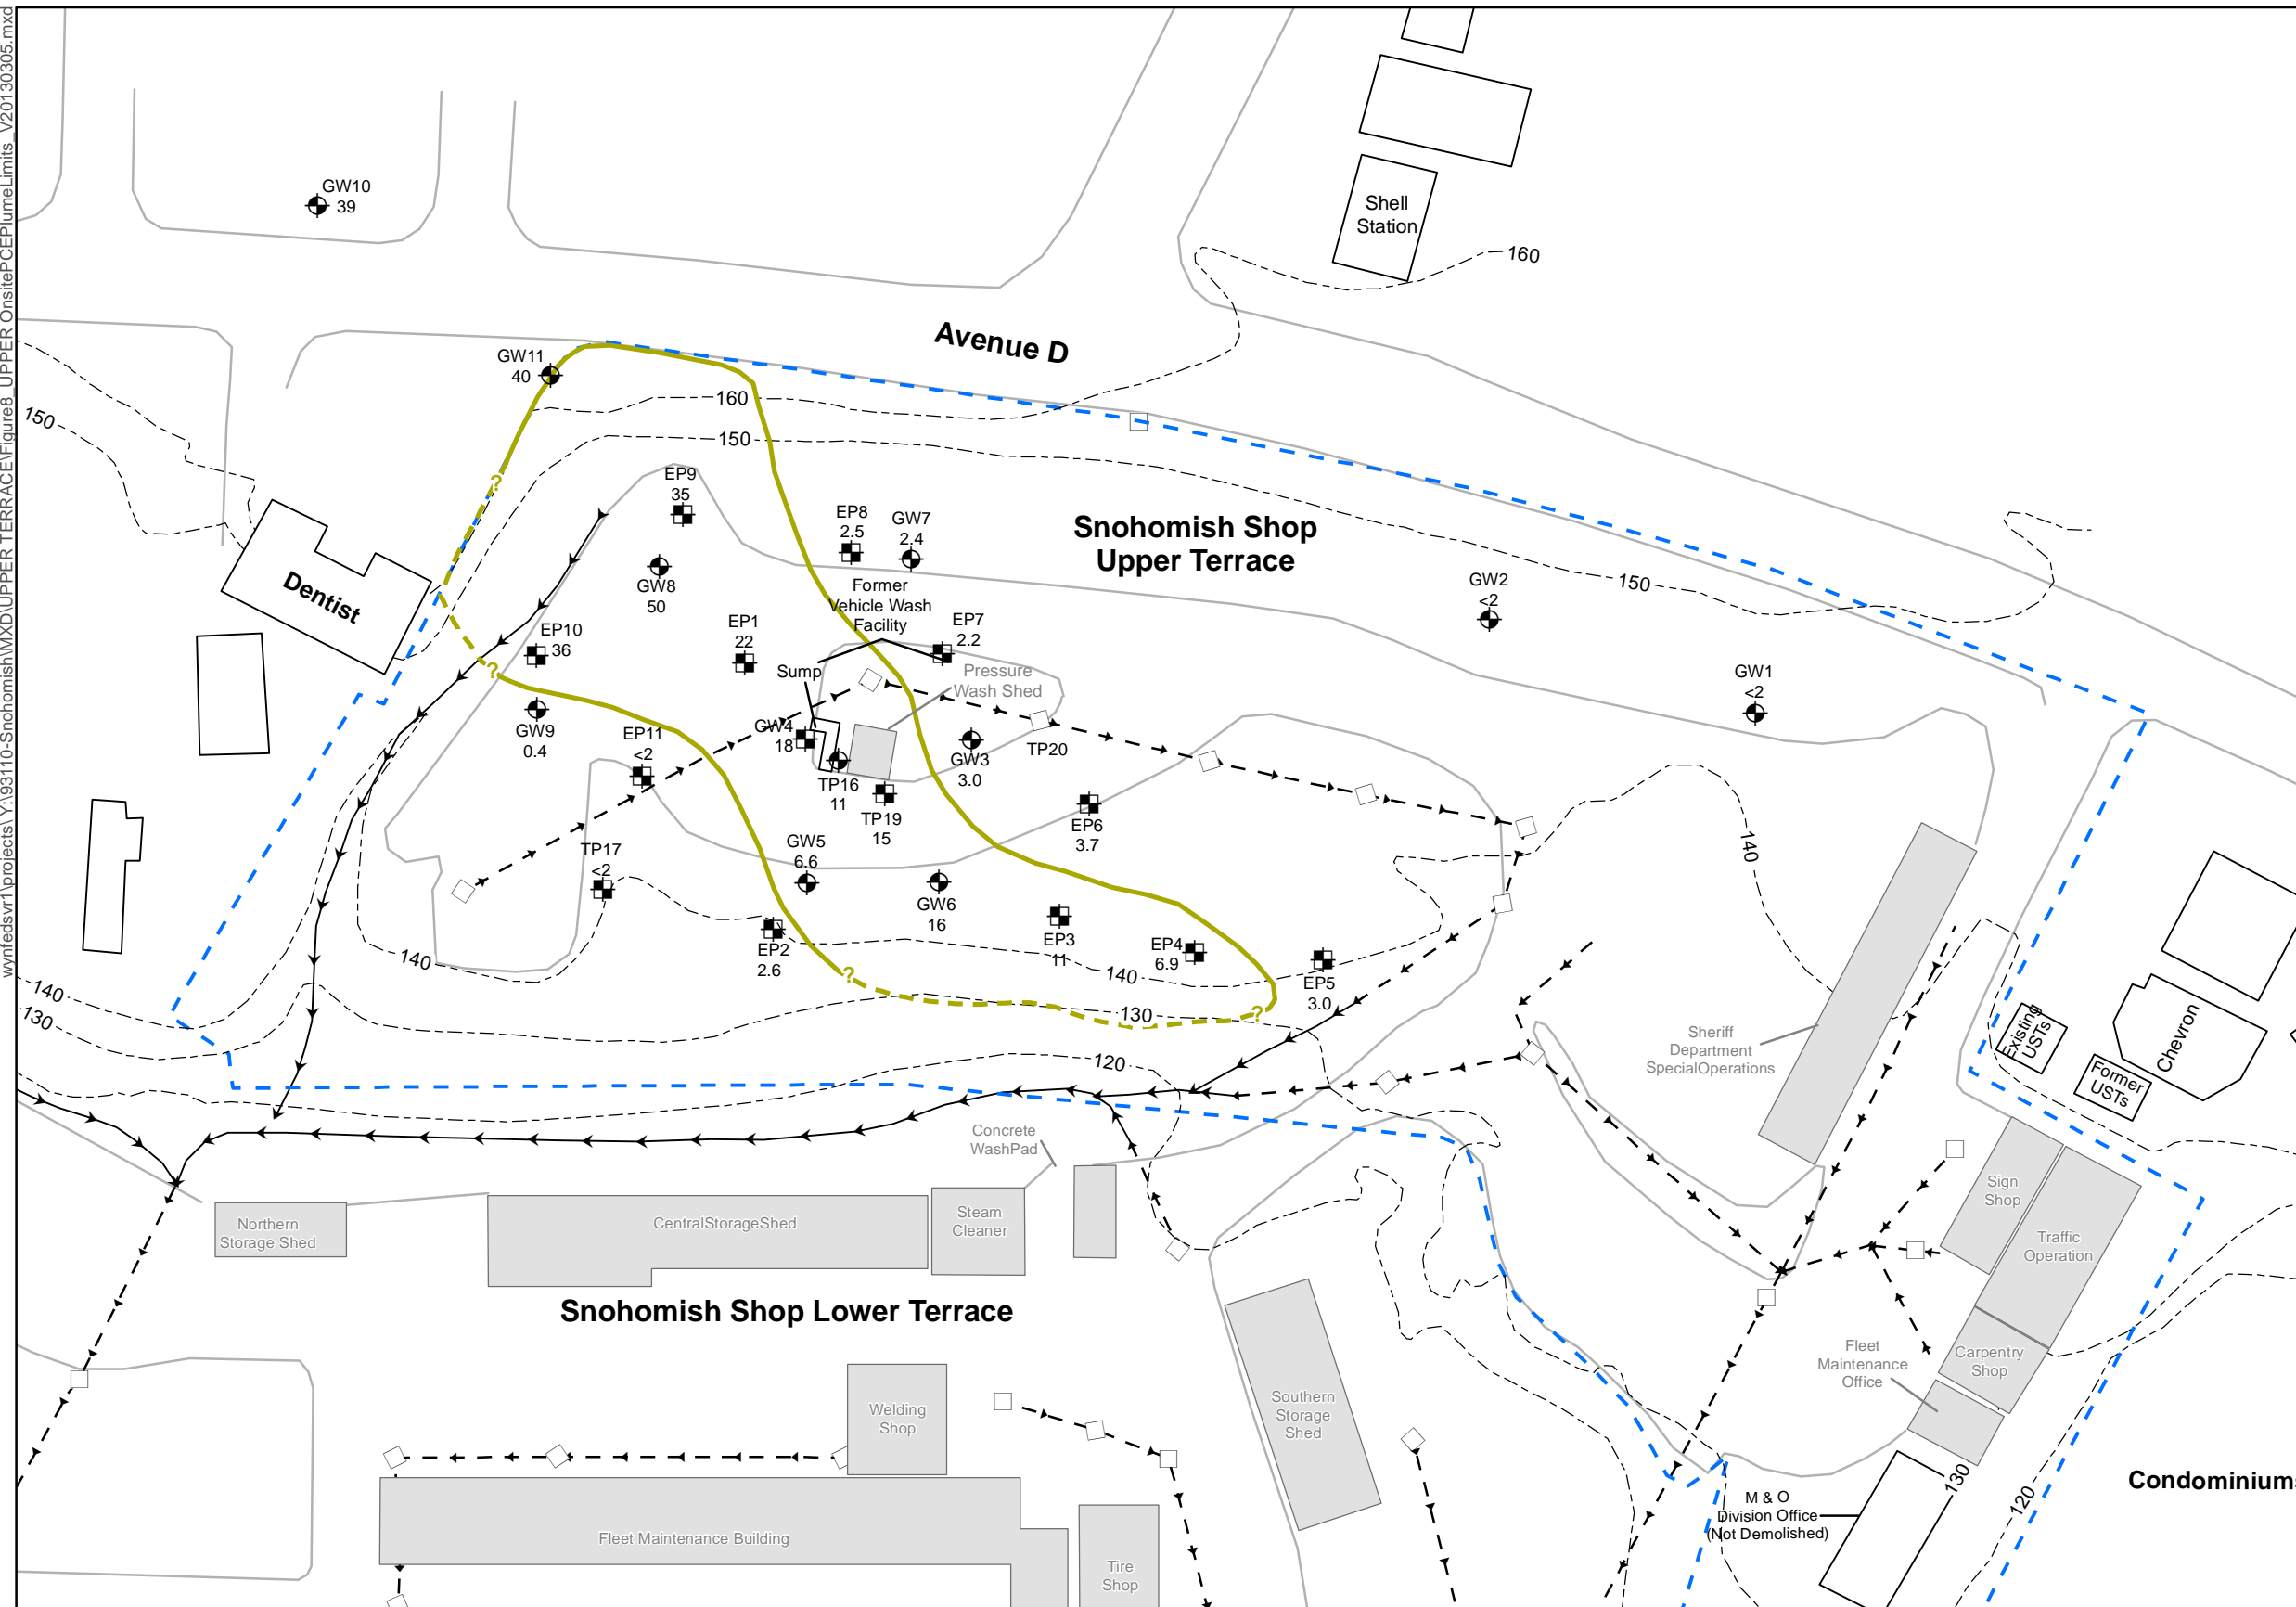 wynfedsvr1\projects\ Y:\93110-Snohomish\MXD\UPPER TERRACE\Figure8_UPPER OnsitePCEPlumeLimits_V20130305.mxd
GW10
39
Shell
Station
160
Avenue D
GW11
40
160
150
150
EP9
35
EP8
2.5
GW7
2.4
Snohomish Shop
Upper Terrace
GW2
<2
150
Dentist
GW8
50
Former
Vehicle Wash
Facility
EP10
36
EP1
22
EP7
2.2
Sump
Pressure
Wash Shed
GW1
<2
?
?
GW9
0.4
EP11
<2
GW4
18
GW3
3.0
TP20
TP16
11
TP19
15
EP6
3.7
140
TP17
<2
GW5
6.6
GW6
16
EP3
11
EP4
6.9
EP5
3.0
EP2
2.6
140
140
140
130
130
?
?
120
Sheriff
Department
SpecialOperations
Existing
USTs
Former
USTs
Chevron
Concrete
WashPad
Northern
Storage Shed
CentralStorageShed
Steam
Cleaner
Sign
Shop
Traffic
Operation
Snohomish Shop Lower Terrace
Fleet
Maintenance
Office
Carpentry
Shop
Welding
Shop
Southern
Storage
Shed
130
120
Condominiums
M & O
Division Office
(Not Demolished)
Fleet Maintenance Building
Tire
Shop